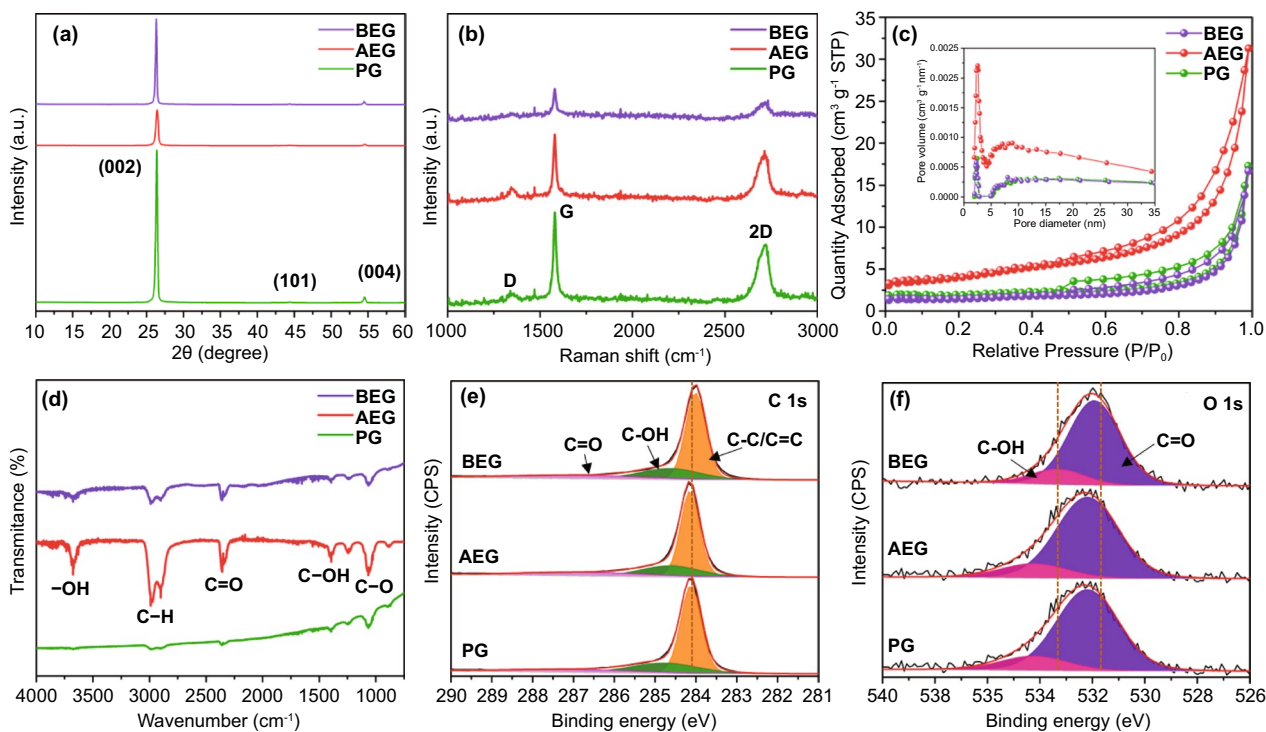 (a)
BEG
AEG
PG
(002)
(101)
(004)
Intensity (a.u.)
10 15 20 25 30 35 40 45 50 55 60
2θ (degree)
(b)
BEG
AEG
PG
G
D
2D
Intensity (a.u.)
1000 1500 2000 2500 3000
Raman shift (cm-1)
(c)
BEG
AEG
PG
Quantity Adsorbed (cm3 g-1 STP)
35
30
25
20
15
10
5
0
0.0 0.2 0.4 0.6 0.8 1.0
Relative Pressure (P/P0)
Pore volume (cm3 g-1 nm-1)
0.0025
0.0020
0.0015
0.0010
0.0005
0.0000
0 5 10 15 20 25 30 35
Pore diameter (nm)
(d)
BEG
AEG
PG
Transmitance (%)
−OH
C−H
C=O
C−OH
C−O
4000 3500 3000 2500 2000 1500 1000
Wavenumber (cm-1)
(e)
C 1s
C=O
C-OH
C-C/C=C
BEG
AEG
PG
Intensity (CPS)
290 289 288 287 286 285 284 283 282 281
Binding energy (eV)
(f)
O 1s
C-OH
C=O
BEG
AEG
PG
Intensity (CPS)
540 538 536 534 532 530 528 526
Binding energy (eV)